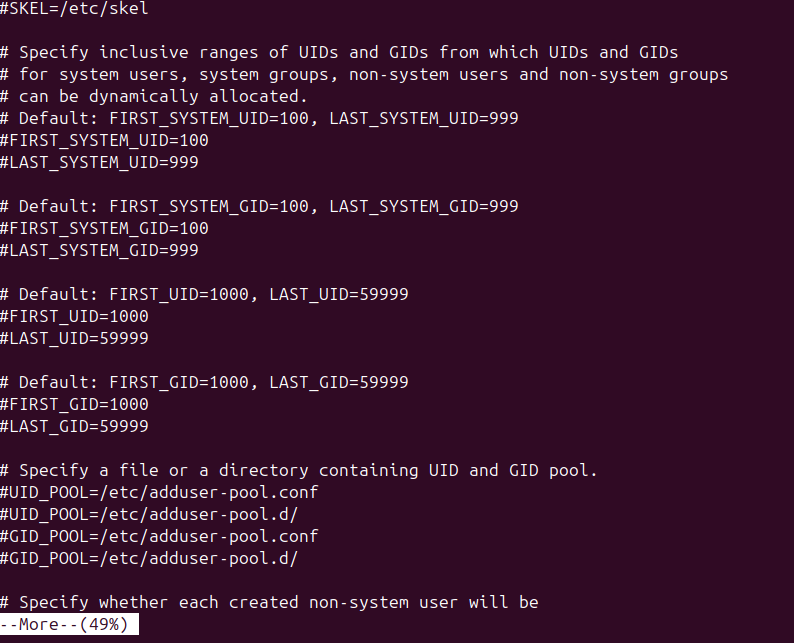 #SKEL=/etc/skel
# Specify inclusive ranges of UIDs and GIDs from which UIDs and GIDs
# for system users, system groups, non-system users and non-system groups
# can be dynamically allocated.
# Default: FIRST_SYSTEM_UID=100, LAST_SYSTEM_UID=999
#FIRST_SYSTEM_UID=100
#LAST_SYSTEM_UID=999
# Default: FIRST_SYSTEM_GID=100, LAST_SYSTEM_GID=999
#FIRST_SYSTEM_GID=100
#LAST_SYSTEM_GID=999
# Default: FIRST_UID=1000, LAST_UID=59999
#FIRST_UID=1000
#LAST_UID=59999
# Default: FIRST_GID=1000, LAST_GID=59999
#FIRST_GID=1000
#LAST_GID=59999
# Specify a file or a directory containing UID and GID pool.
#UID_POOL=/etc/adduser-pool.conf
#UID_POOL=/etc/adduser-pool.d/
#GID_POOL=/etc/adduser-pool.conf
#GID_POOL=/etc/adduser-pool.d/
# Specify whether each created non-system user will be
--More--(49%)